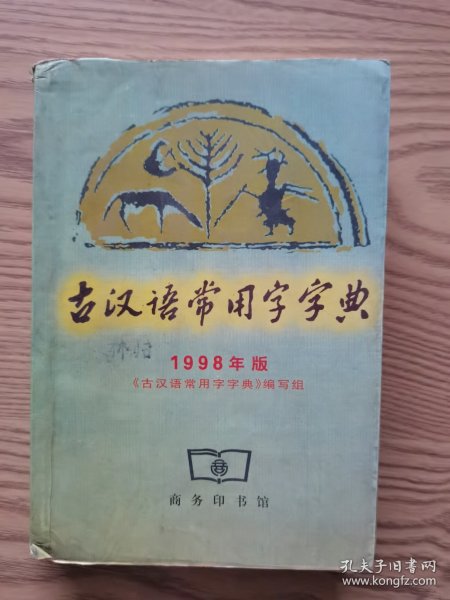 古汉语常用字字典
1998年版
《古汉语常用字字典》编写组
商务印书馆
孔夫子旧书网
www.kongfz.com